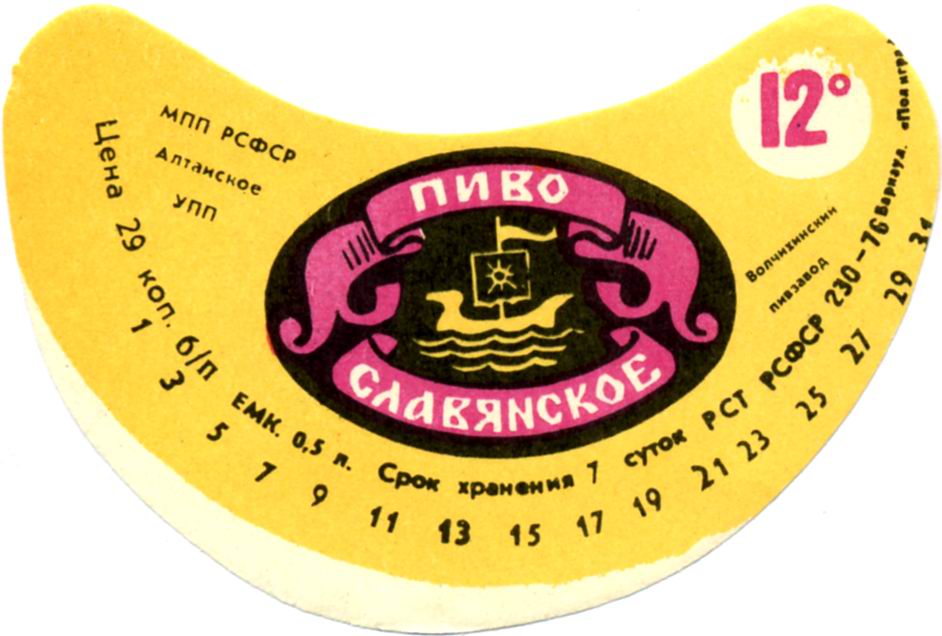 МПП РСФСР
Алтайское
УПП
12°
ПИВО
СЛАВЯНСКОЕ
Волчихинский
пивзавод
Цена 29 коп. б/п ЕМК. 0,5 л. Срок хранения 7 суток РСТ РСФСР 230-76
Барнаул. «Полигра
1 3 5 7 9 11 13 15 17 19 21 23 25 27 29 31